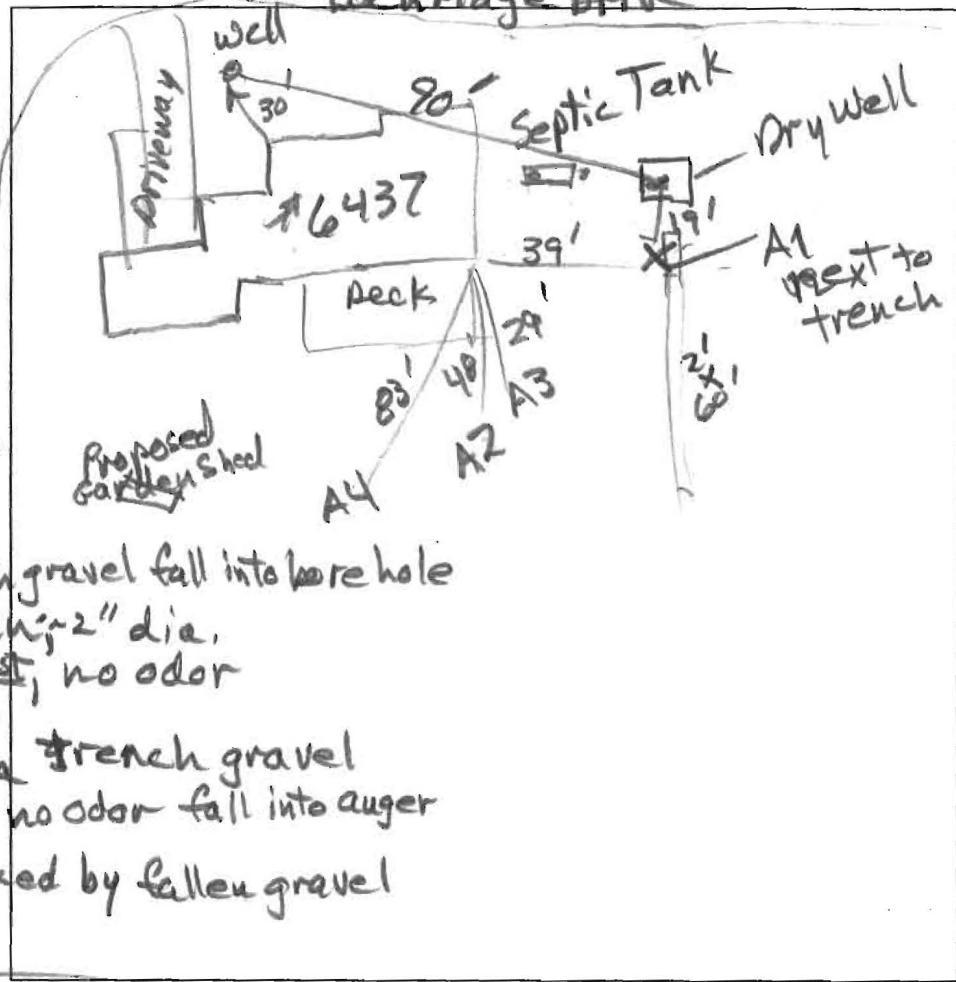 Well
Driveway
30'
90'
Septic Tank
Dry Well
#6437
19'
39'
A1
next to
trench
Deck
29'
48'
83'
A3
A2
A4
2'
x
60'
Proposed
Garden Shed
gravel fall into bore hole
~2" dia.
no odor
trench gravel
no odor fall into auger
by fallen gravel